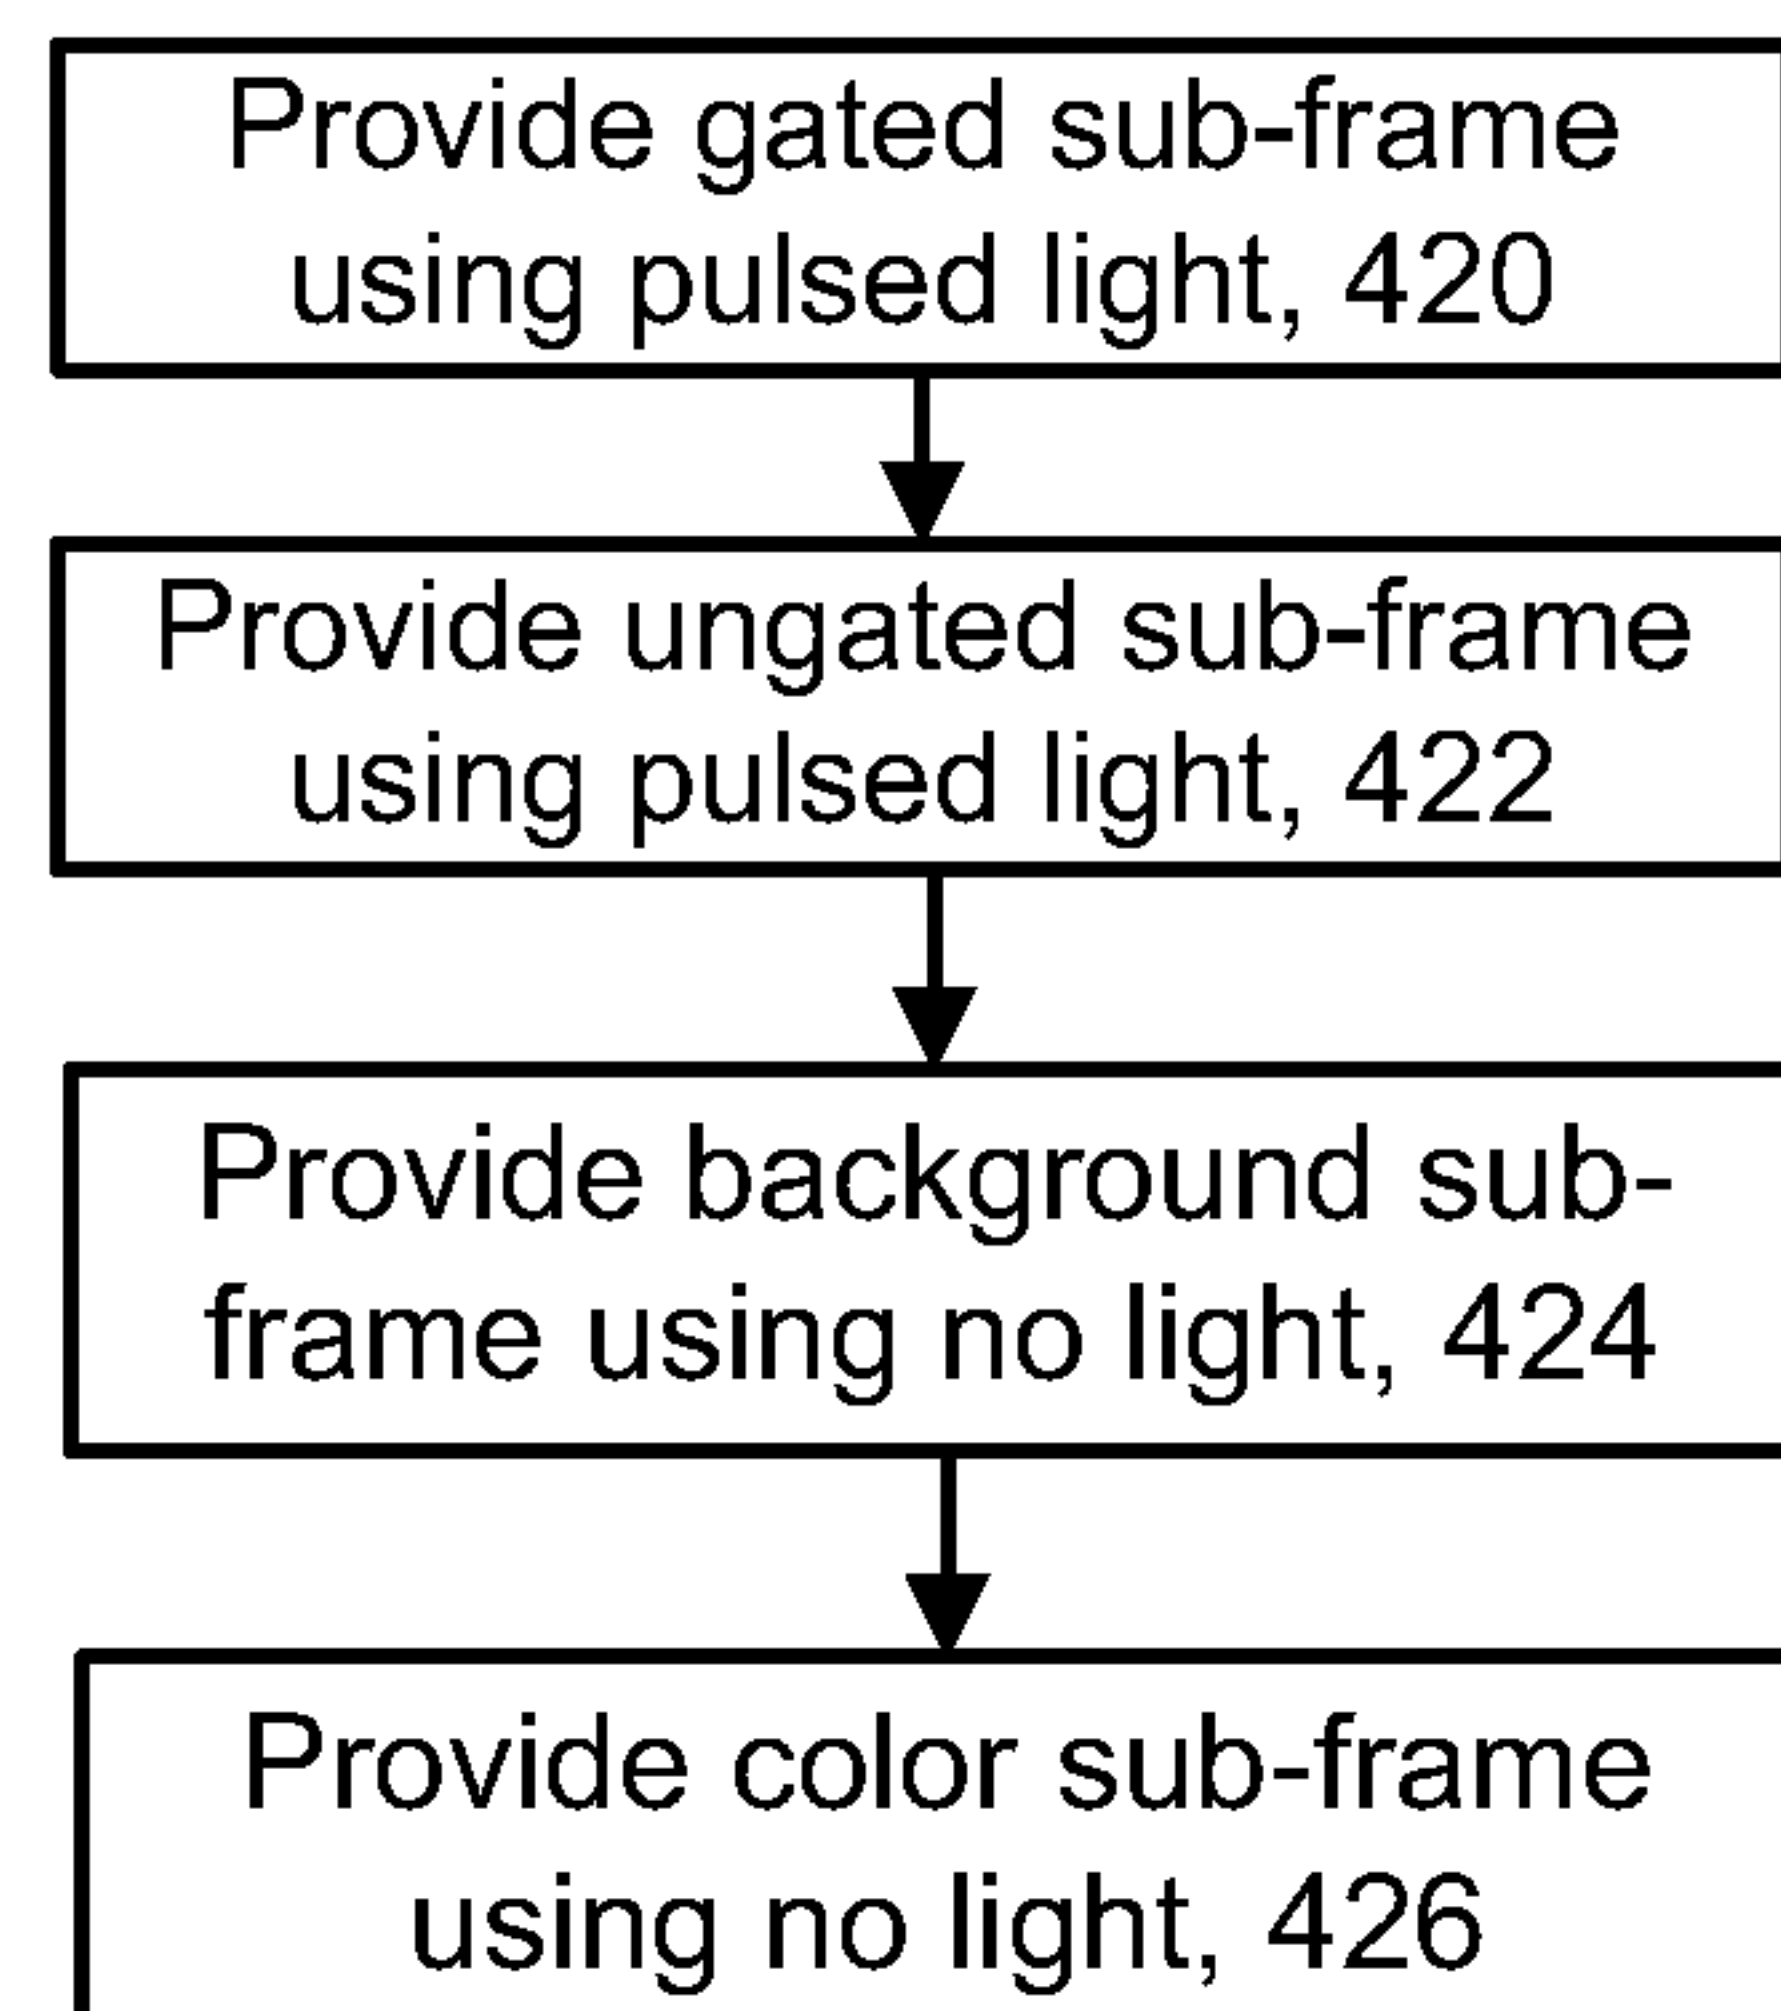 Provide gated sub-frame
using pulsed light, 420
Provide ungated sub-frame
using pulsed light, 422
Provide background sub-
frame using no light, 424
Provide color sub-frame
using no light, 426